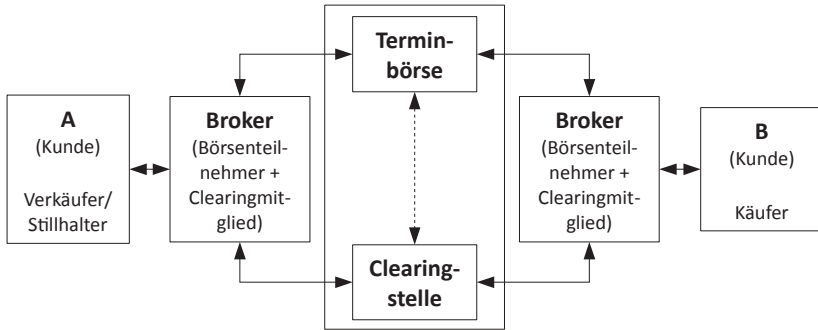 Termin-
börse
A
(Kunde)
Verkäufer/
Stillhalter
Broker
(Börsenteil-
nehmer +
Clearingmit-
glied)
Broker
(Börsenteil-
nehmer +
Clearingmit-
glied)
B
(Kunde)
Käufer
Clearing-
stelle